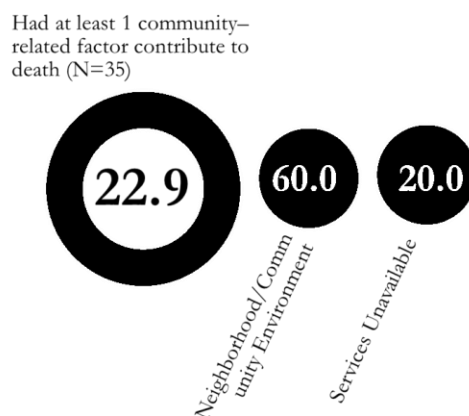 Had at least 1 community–
related factor contribute to
death (N=35)
22.9
60.0
20.0
Neighborhood/Comm
unity Environment
Services Unavailable